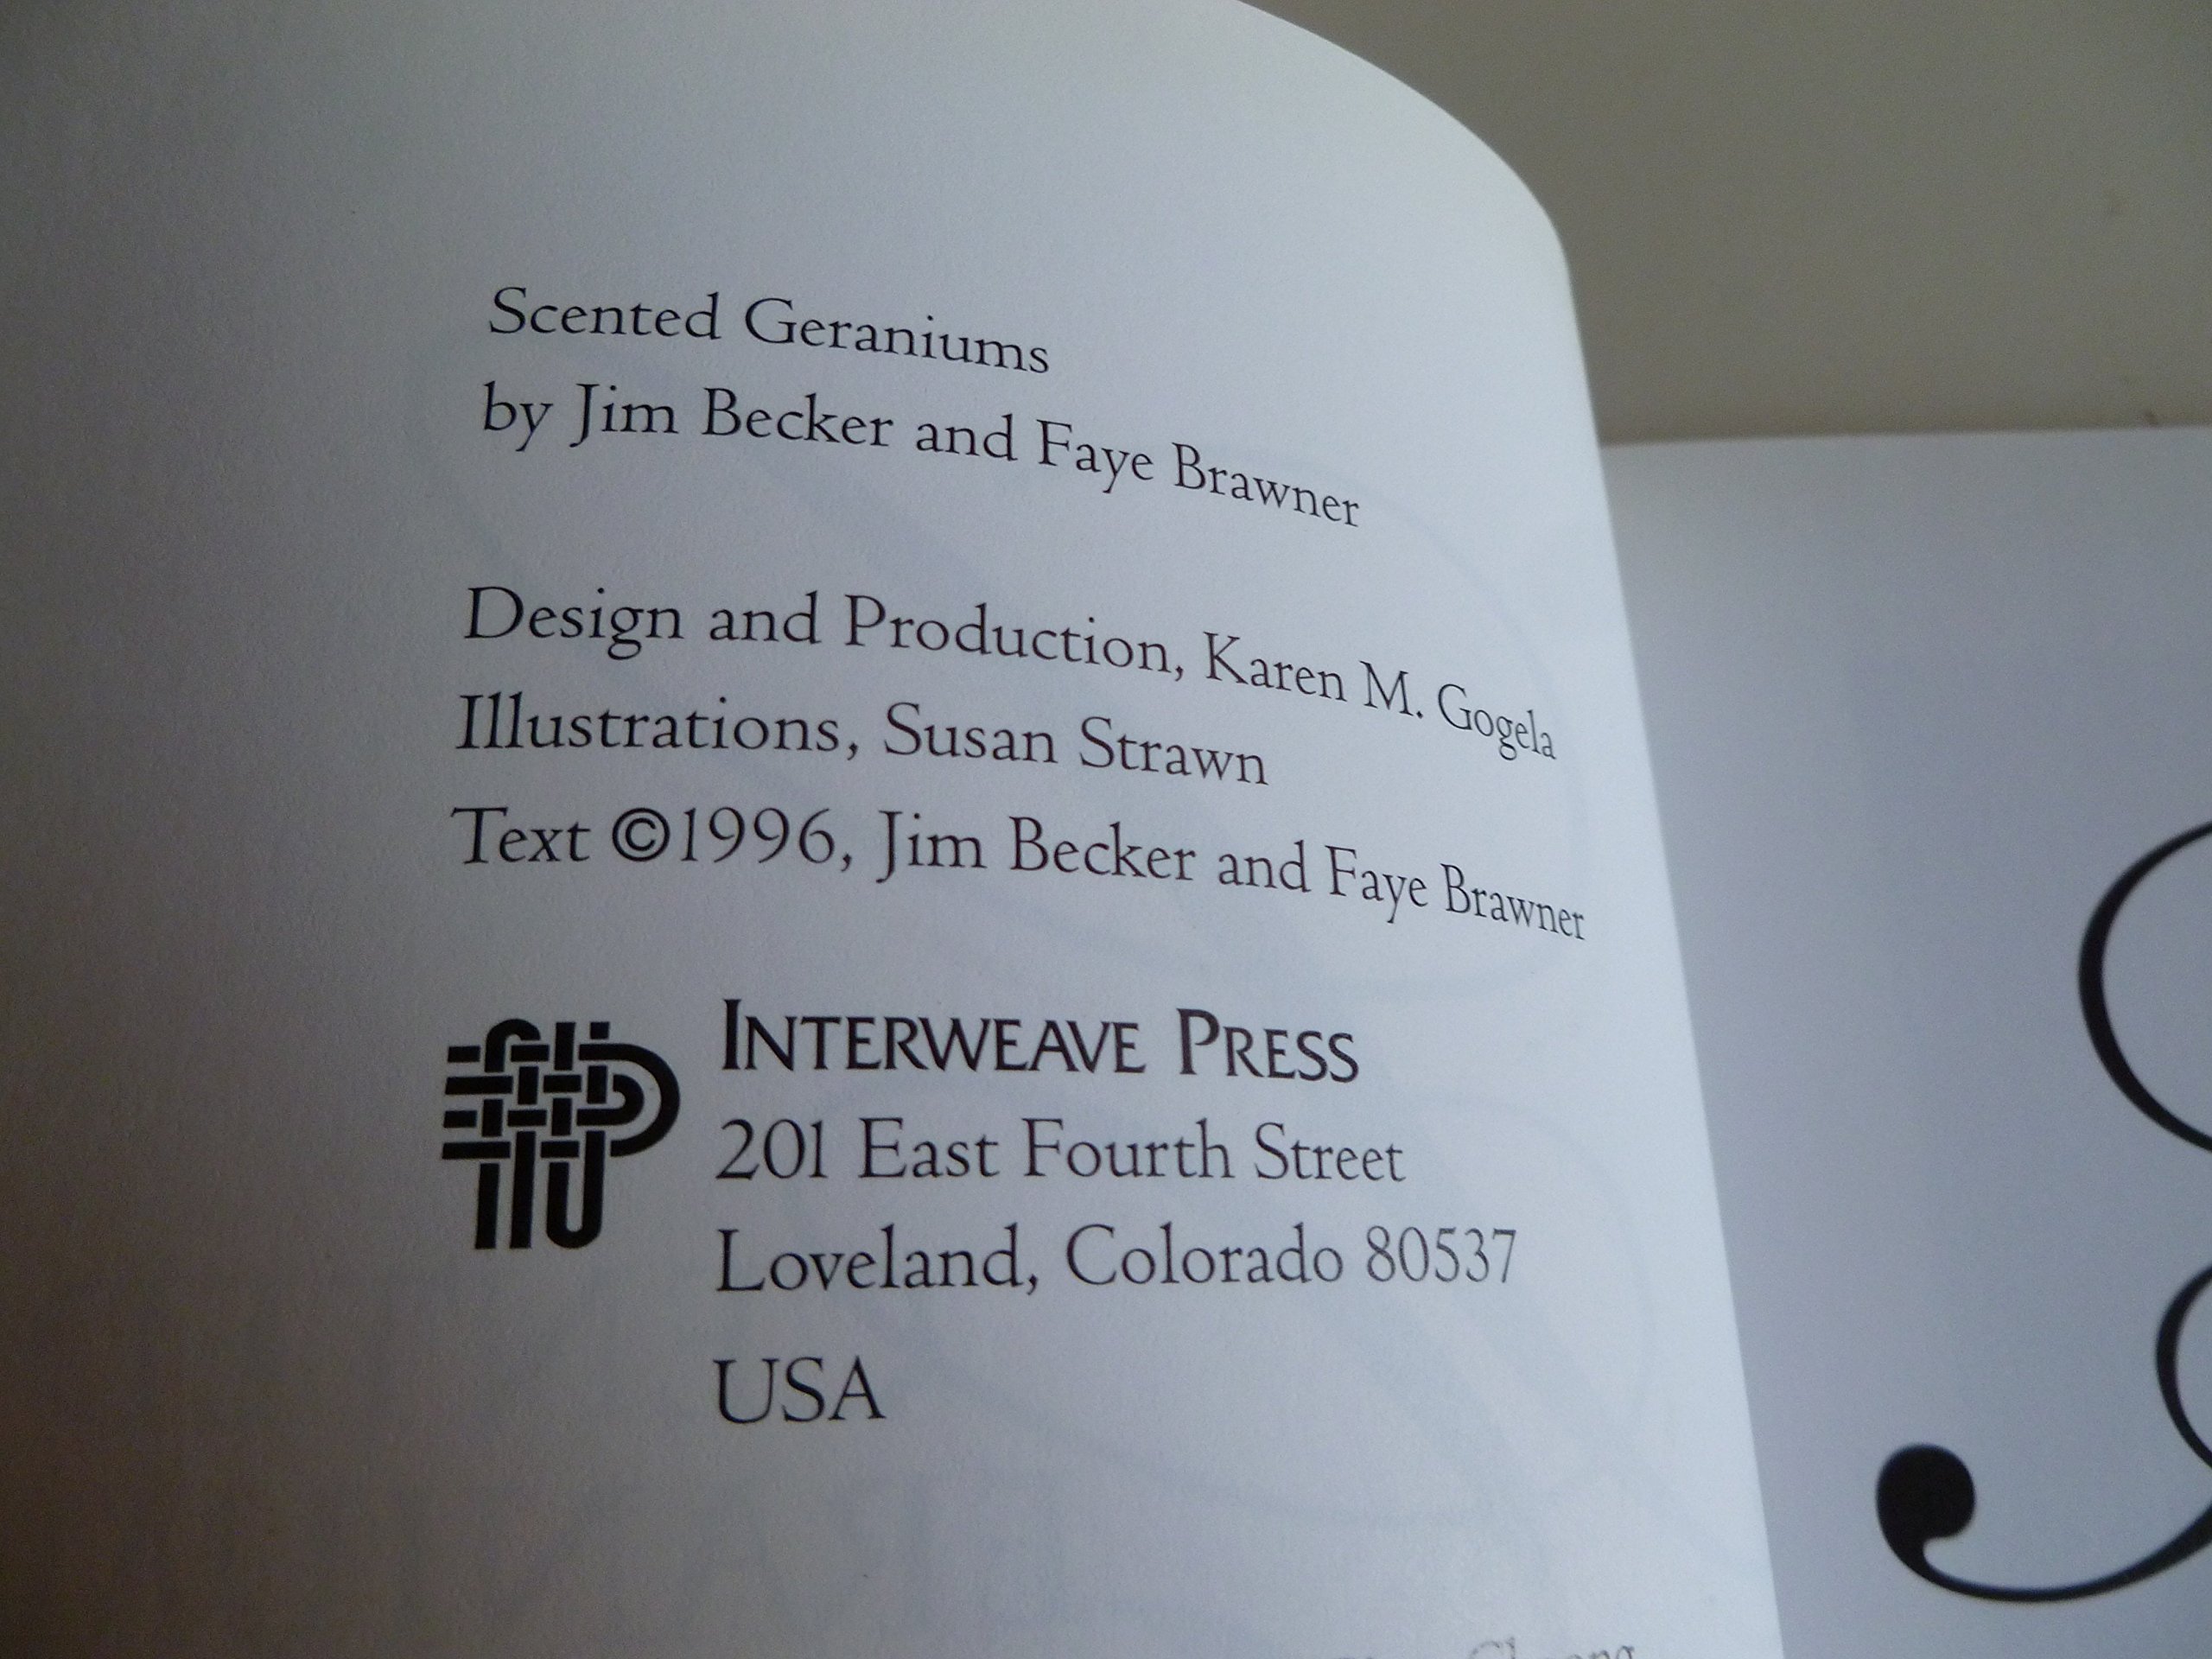 Scented Geraniums
by Jim Becker and Faye Brawner
Design and Production, Karen M. Gogela
Illustrations, Susan Strawn
Text ©1996, Jim Becker and Faye Brawner
INTERWEAVE PRESS
201 East Fourth Street
Loveland, Colorado 80537
USA